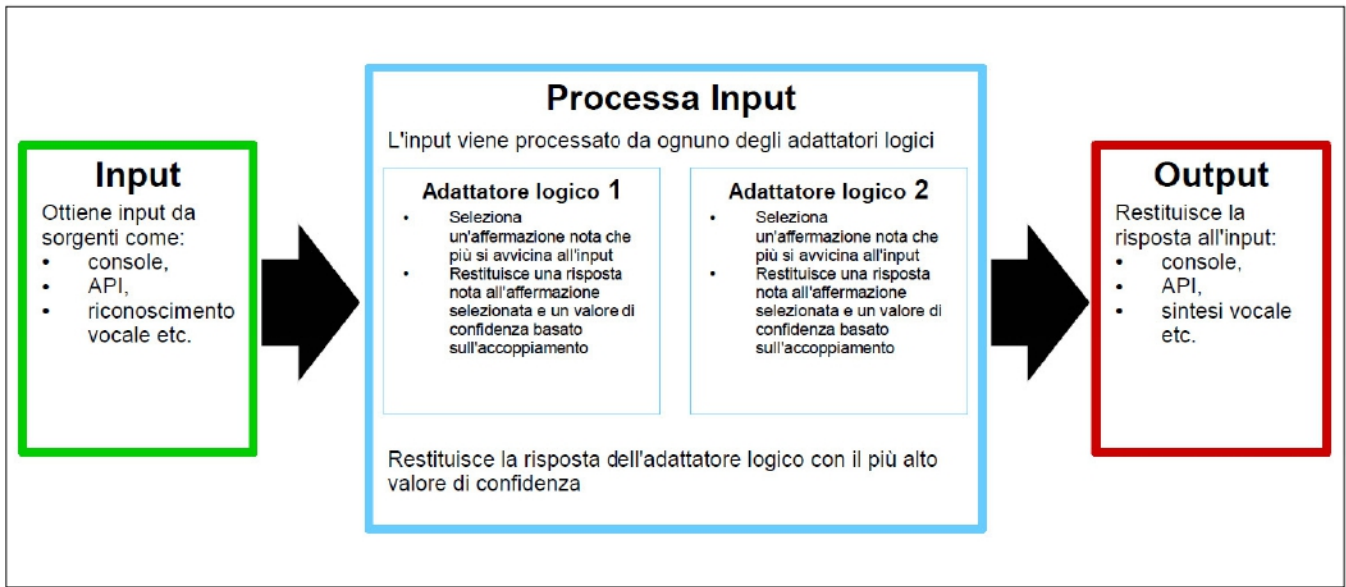 Input
Ottiene input da
sorgenti come:
• console,
• API,
• riconoscimento
vocale etc.
Processa Input
L'input viene processato da ognuno degli adattatori logici
Adattatore logico 1
• Seleziona
un'affermazione nota che
più si avvicina all'input
• Restituisce una risposta
nota all'affermazione
selezionata e un valore di
confidenza basato
sull'accoppiamento
Adattatore logico 2
• Seleziona
un'affermazione nota che
più si avvicina all'input
• Restituisce una risposta
nota all'affermazione
selezionata e un valore di
confidenza basato
sull'accoppiamento
Restituisce la risposta dell'adattatore logico con il più alto
valore di confidenza
Output
Restituisce la
risposta all'input:
• console,
• API,
• sintesi vocale
etc.